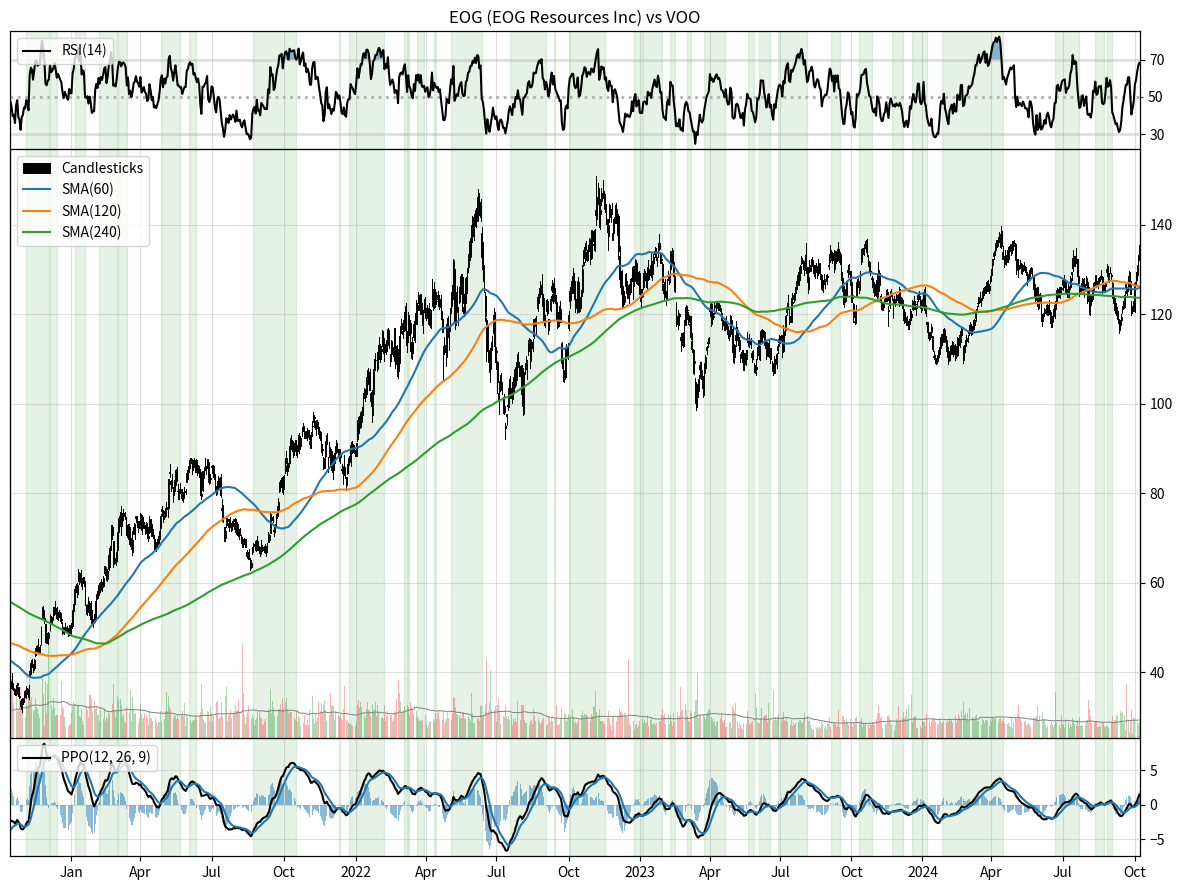 EOG (EOG Resources Inc) vs VOO
RSI(14)
70
50
30
Candlesticks
SMA(60)
SMA(120)
SMA(240)
140
120
100
80
60
40
PPO(12, 26, 9)
5
0
−5
Jan Apr Jul Oct 2022 Apr Jul Oct 2023 Apr Jul Oct 2024 Apr Jul Oct